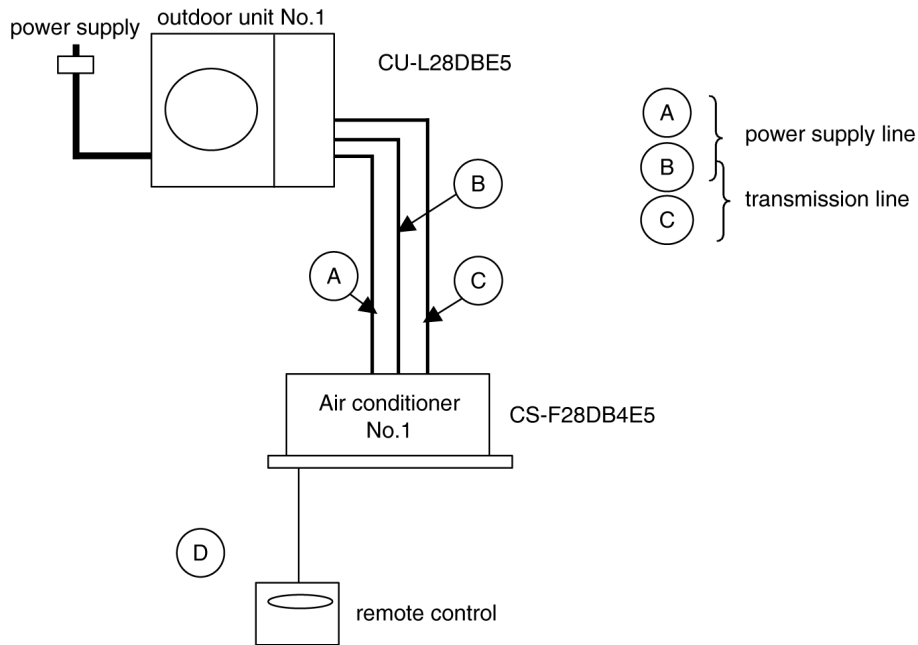 outdoor unit No.1
power supply
CU-L28DBE5
A
power supply line
B
transmission line
C
B
A
C
Air conditioner
No.1
CS-F28DB4E5
D
remote control